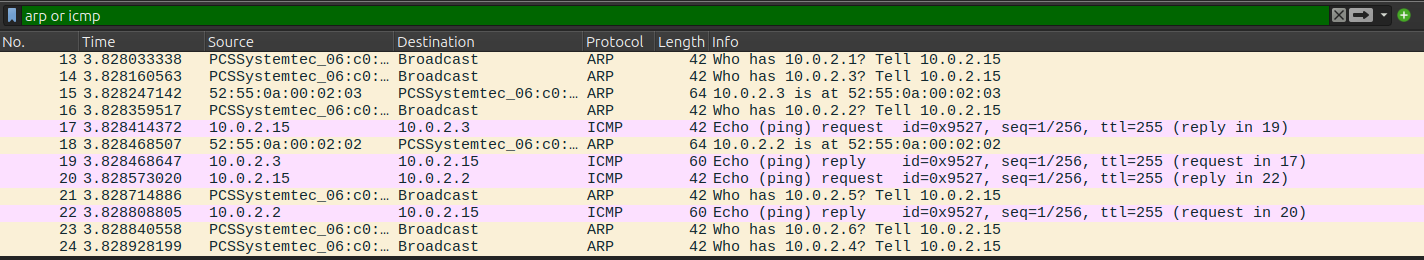 arp or icmp
No. Time Source Destination Protocol Length Info
13 3.828033338 PCSSystemtec_06:c0:… Broadcast ARP 42 Who has 10.0.2.1? Tell 10.0.2.15
14 3.828160563 PCSSystemtec_06:c0:… Broadcast ARP 42 Who has 10.0.2.3? Tell 10.0.2.15
15 3.828247142 52:55:0a:00:02:03 PCSSystemtec_06:c0:… ARP 64 10.0.2.3 is at 52:55:0a:00:02:03
16 3.828359517 PCSSystemtec_06:c0:… Broadcast ARP 42 Who has 10.0.2.2? Tell 10.0.2.15
17 3.828414372 10.0.2.15 10.0.2.3 ICMP 42 Echo (ping) request id=0x9527, seq=1/256, ttl=255 (reply in 19)
18 3.828468507 52:55:0a:00:02:02 PCSSystemtec_06:c0:… ARP 64 10.0.2.2 is at 52:55:0a:00:02:02
19 3.828468647 10.0.2.3 10.0.2.15 ICMP 60 Echo (ping) reply id=0x9527, seq=1/256, ttl=255 (request in 17)
20 3.828573020 10.0.2.15 10.0.2.2 ICMP 42 Echo (ping) request id=0x9527, seq=1/256, ttl=255 (reply in 22)
21 3.828714886 PCSSystemtec_06:c0:… Broadcast ARP 42 Who has 10.0.2.5? Tell 10.0.2.15
22 3.828808805 10.0.2.2 10.0.2.15 ICMP 60 Echo (ping) reply id=0x9527, seq=1/256, ttl=255 (request in 20)
23 3.828840558 PCSSystemtec_06:c0:… Broadcast ARP 42 Who has 10.0.2.6? Tell 10.0.2.15
24 3.828928199 PCSSystemtec_06:c0:… Broadcast ARP 42 Who has 10.0.2.4? Tell 10.0.2.15